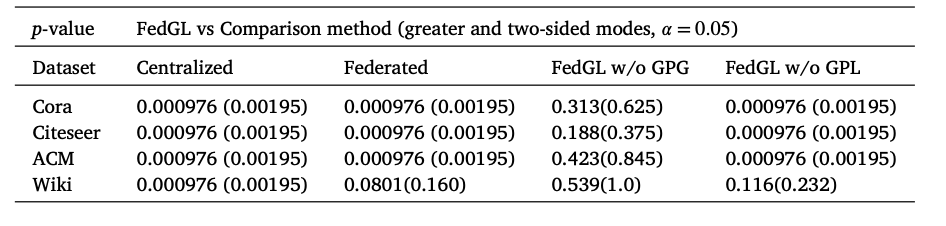 p-value FedGL vs Comparison method (greater and two-sided modes, α = 0.05)
Dataset Centralized Federated FedGL w/o GPG FedGL w/o GPL
Cora 0.000976 (0.00195) 0.000976 (0.00195) 0.313(0.625) 0.000976 (0.00195)
Citeseer 0.000976 (0.00195) 0.000976 (0.00195) 0.188(0.375) 0.000976 (0.00195)
ACM 0.000976 (0.00195) 0.000976 (0.00195) 0.423(0.845) 0.000976 (0.00195)
Wiki 0.000976 (0.00195) 0.0801(0.160) 0.539(1.0) 0.116(0.232)